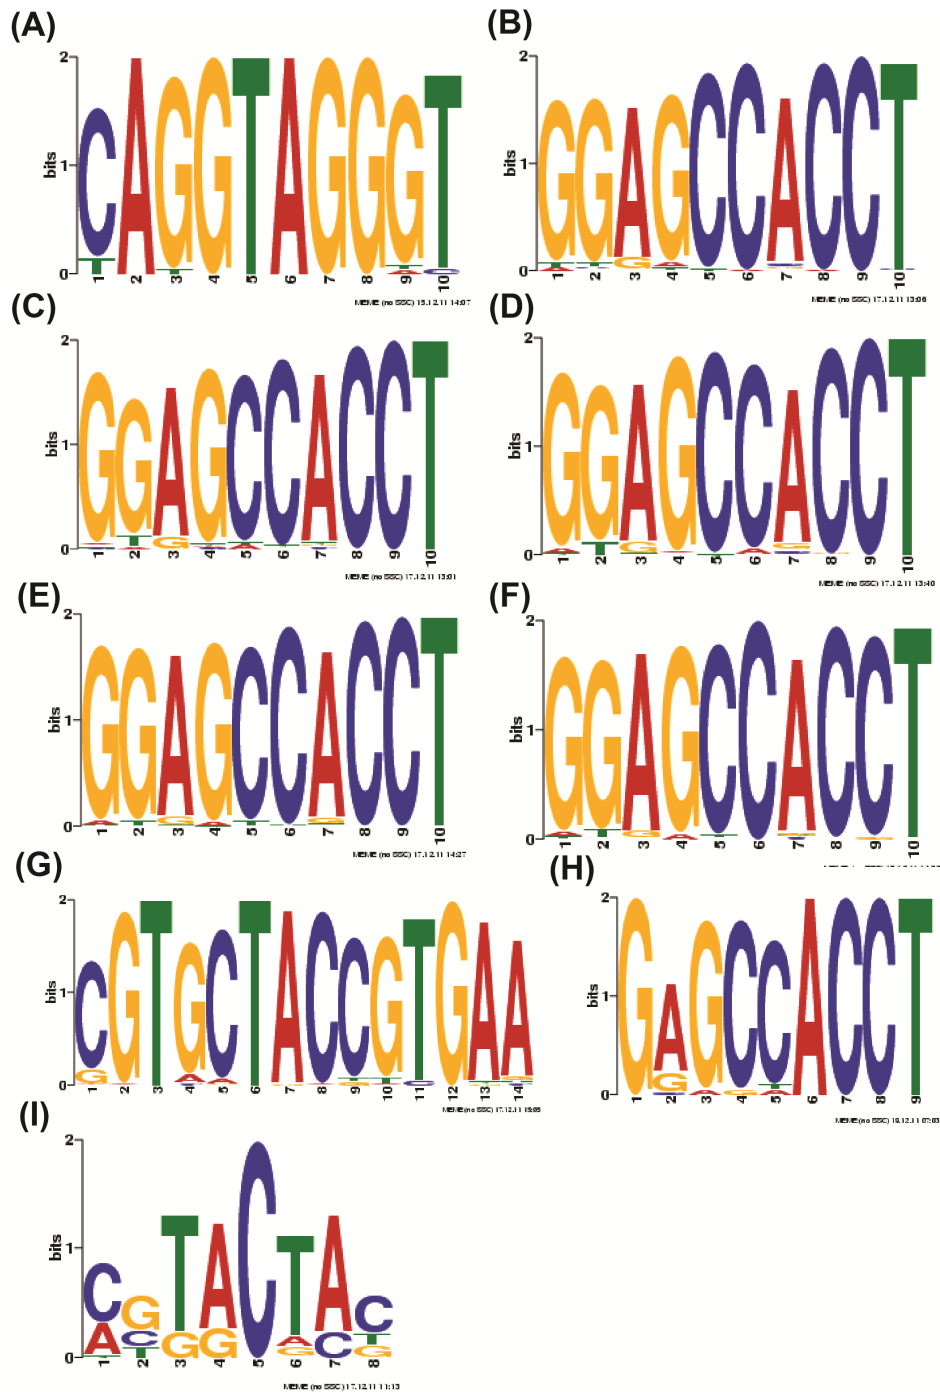 (A)
(B)
2
bits
1
0
CAGGTAGGGT
1 2 3 4 5 6 7 8 9 10
MEME (no SSC) 15.12.11 14:07
2
bits
1
0
GGAGCCACCT
1 2 3 4 5 6 7 8 9 10
MEME (no SSC) 17.12.11 13:06
(C)
(D)
2
bits
1
0
GGAGCCACCT
1 2 3 4 5 6 7 8 9 10
MEME (no SSC) 17.12.11 13:01
2
bits
1
0
GGAGCCACCT
1 2 3 4 5 6 7 8 9 10
MEME (no SSC) 17.12.11 13:40
(E)
(F)
2
bits
1
0
GGAGCCACCT
1 2 3 4 5 6 7 8 9 10
MEME (no SSC) 17.12.11 14:27
2
bits
1
0
GGAGCCACCT
1 2 3 4 5 6 7 8 9 10
(G)
(H)
2
bits
1
0
CGTGCTACCGTGAA
1 2 3 4 5 6 7 8 9 10 11 12 13 14
MEME (no SSC) 17.12.11
2
bits
1
0
GAGCCACCT
1 2 3 4 5 6 7 8 9
MEME (no SSC)
(I)
2
bits
1
0
CGTACTAC
1 2 3 4 5 6 7 8
MEME (no SSC) 17.12.11 11:13